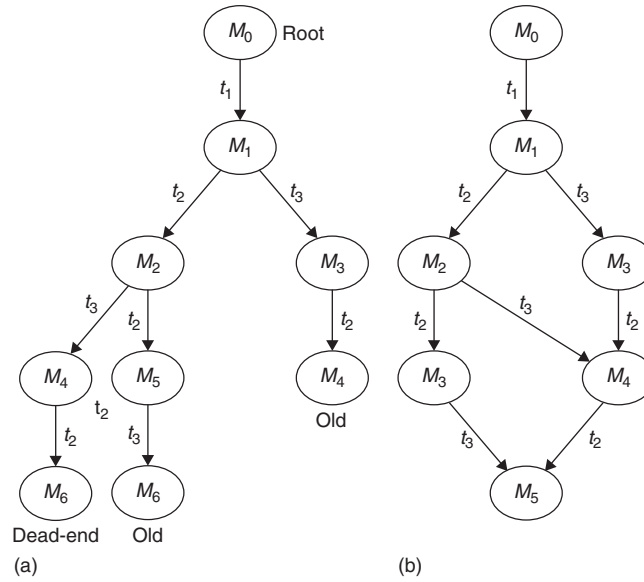 M0 Root
t1
M1
t2 t3
M2 M3
t3 t2 t2
M4 t2 M5 M4
Old
t2 t3
M6 M6
Dead-end Old
(a)
M0
t1
M1
t2 t3
M2 M3
t2 t3 t2
M3 M4
t3 t2
M5
(b)